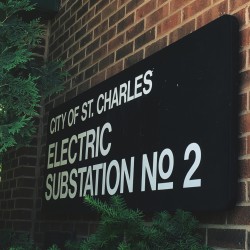 CITY OF ST. CHARLES
ELECTRIC
SUBSTATION № 2